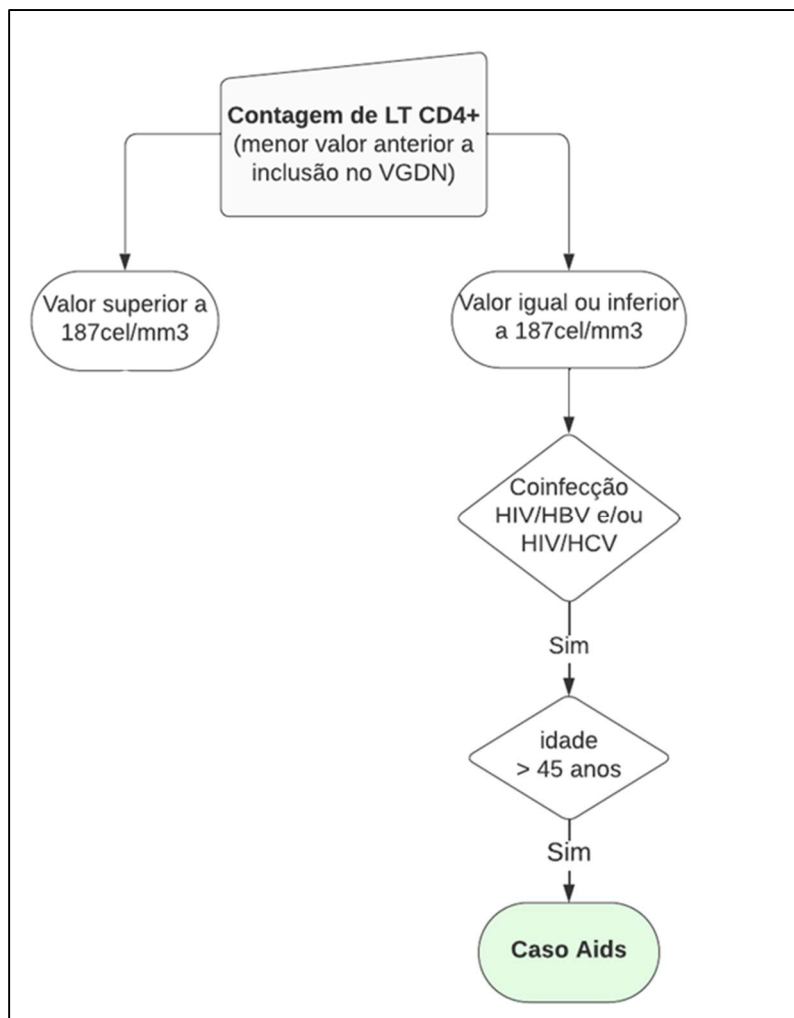 Contagem de LT CD4+
(menor valor anterior a
inclusão no VGDN)
Valor superior a
187cel/mm3
Valor igual ou inferior
a 187cel/mm3
Coinfecção
HIV/HBV e/ou
HIV/HCV
Sim
idade
> 45 anos
Sim
Caso Aids